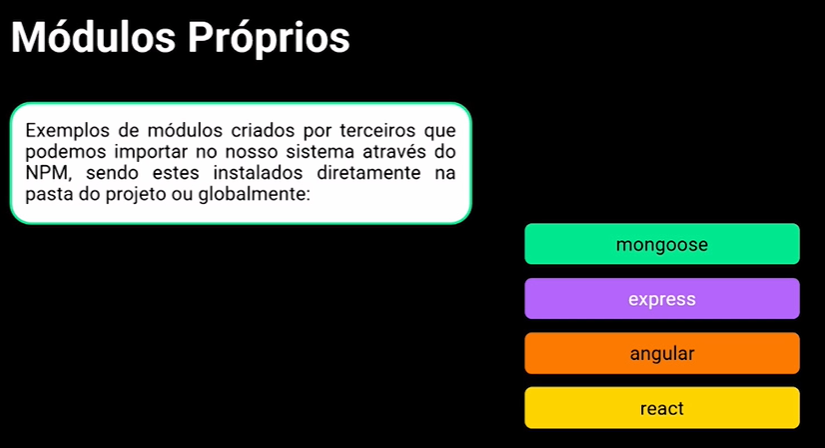 Módulos Próprios
Exemplos de módulos criados por terceiros que
podemos importar no nosso sistema através do
NPM, sendo estes instalados diretamente na
pasta do projeto ou globalmente:
mongoose
express
angular
react